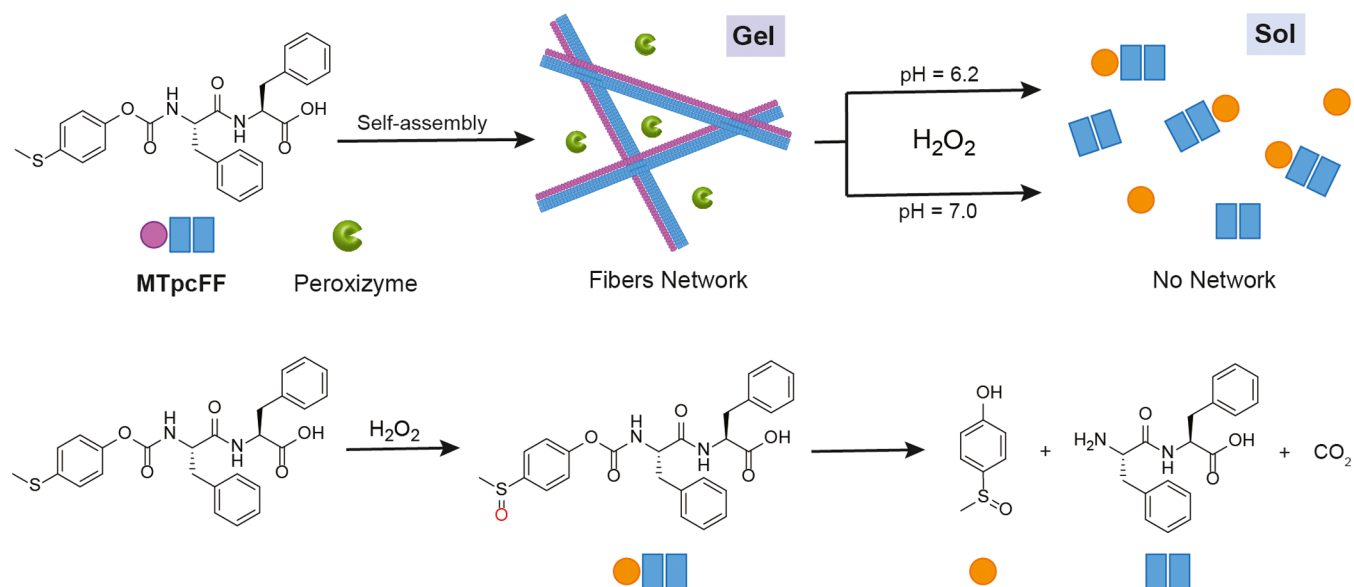 Gel
Sol
pH = 6.2
Self-assembly
H₂O₂
pH = 7.0
MTpcFF
Peroxizyme
Fibers Network
No Network
O
H
N
O
O
N
H
OH
O
S
H₂O₂
O
H
N
O
O
N
H
OH
O
S
O
H
N
O
O
N
H
OH
O
S
O
OH
S
O
+
H₂N
O
N
H
OH
O
+
CO₂